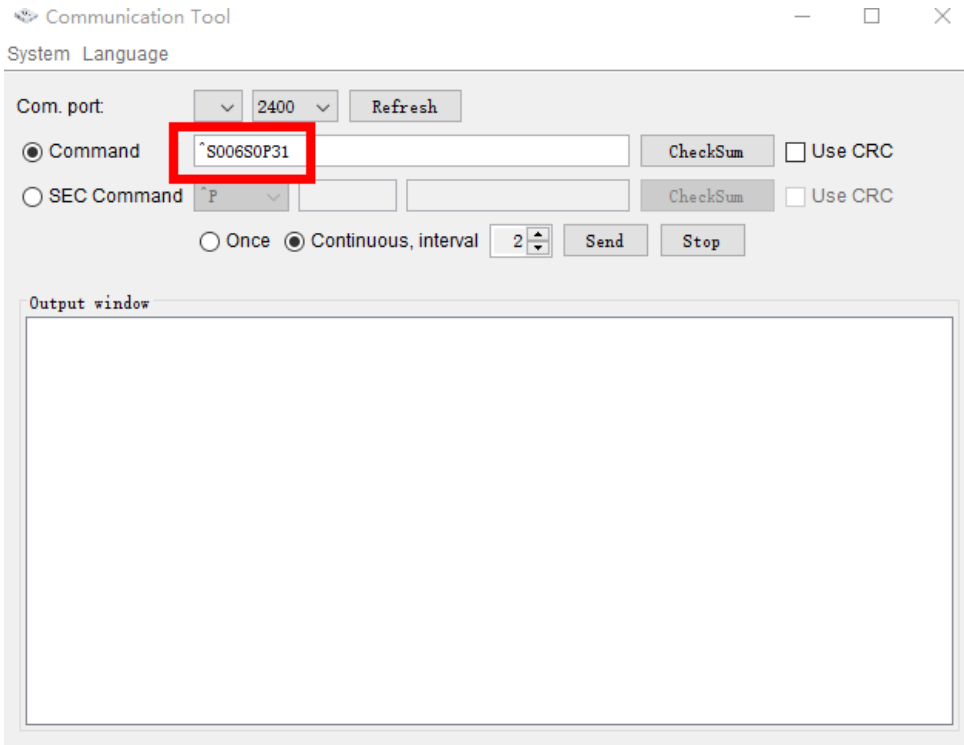 Communication Tool
System Language
Com. port: 2400 Refresh
Command ^S006S0P31 CheckSum Use CRC
SEC Command ^P CheckSum Use CRC
Once Continuous, interval 2 Send Stop
Output window